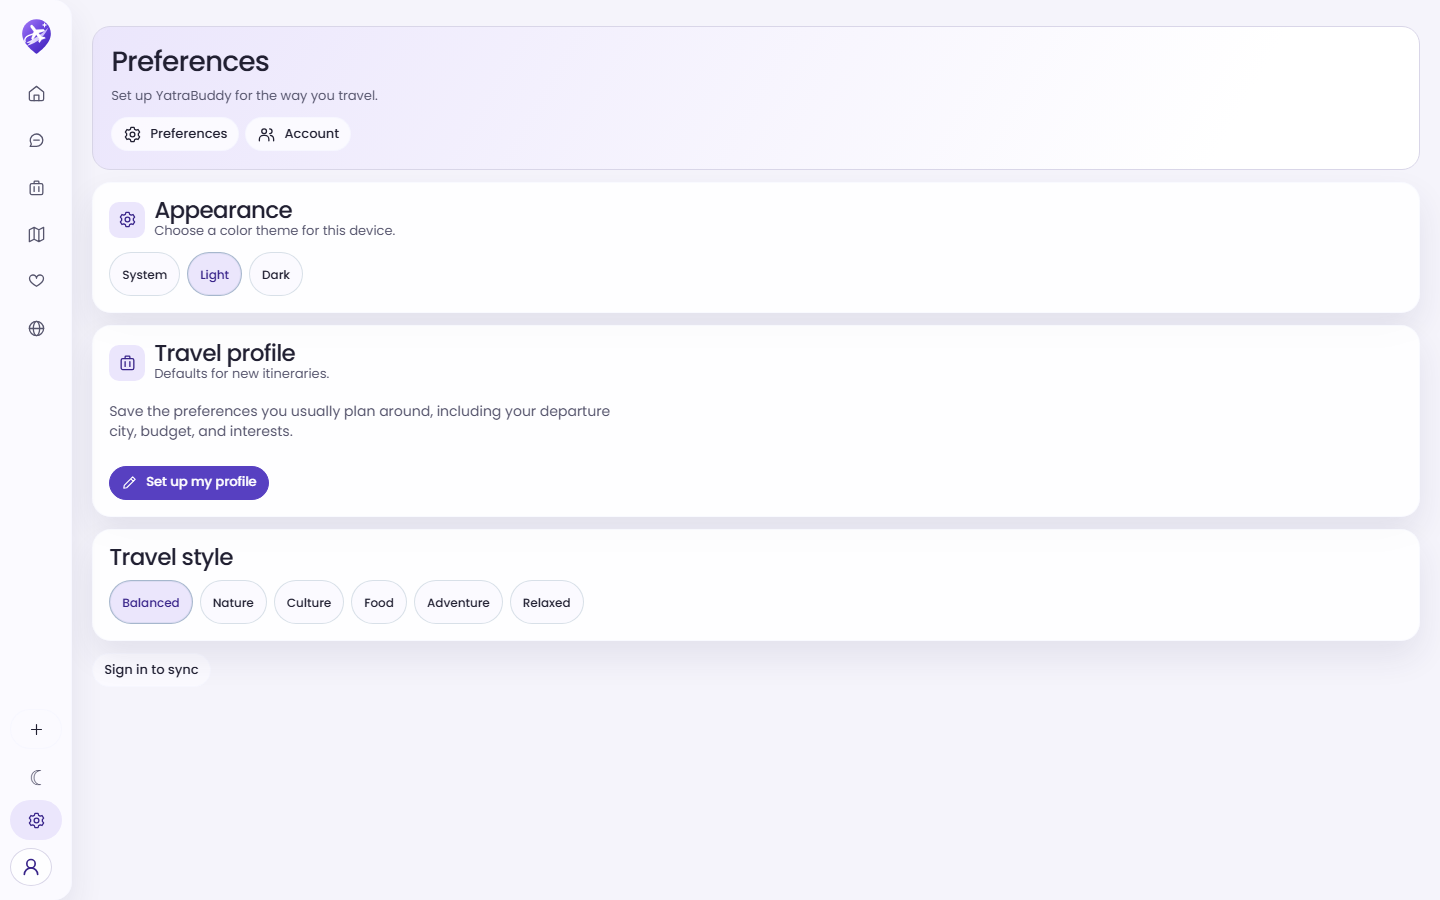 Preferences
Set up YatraBuddy for the way you travel.
Preferences
Account
Appearance
Choose a color theme for this device.
System
Light
Dark
Travel profile
Defaults for new itineraries.
Save the preferences you usually plan around, including your departure
city, budget, and interests.
Set up my profile
Travel style
Balanced
Nature
Culture
Food
Adventure
Relaxed
Sign in to sync